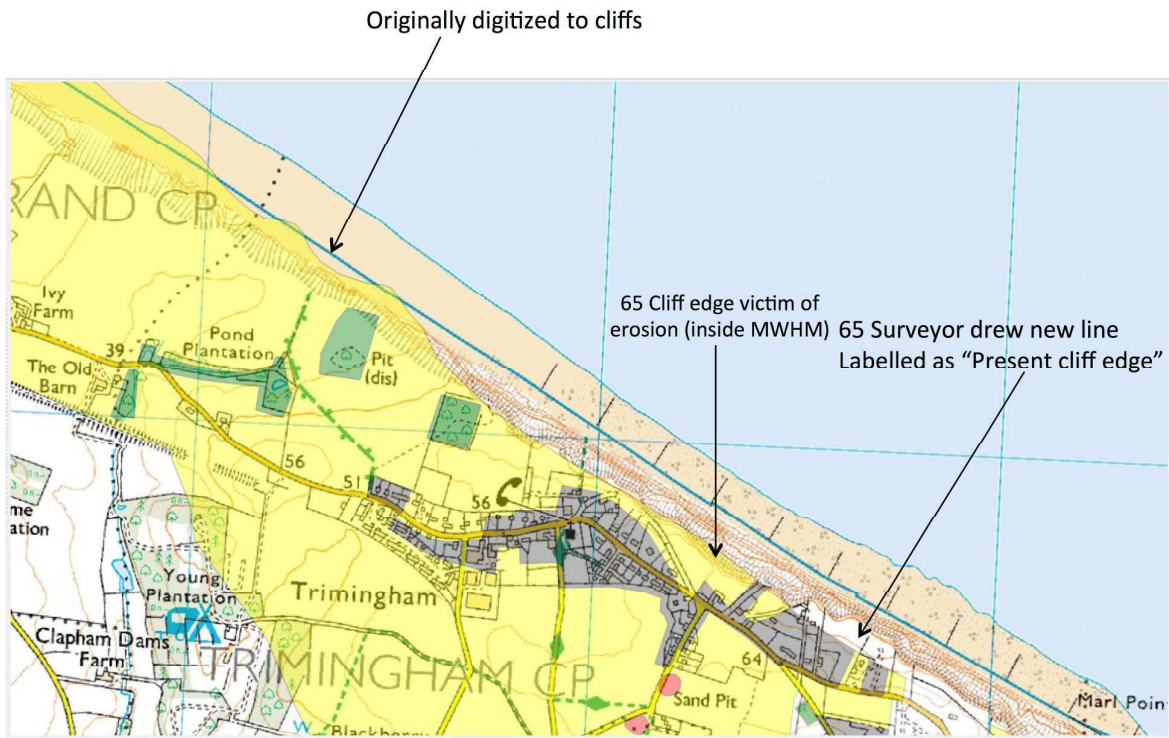 Originally digitized to cliffs
65 Cliff edge victim of
erosion (inside MWHM)
65 Surveyor drew new line
Labelled as “Present cliff edge”
RAND CP
Ivy
Farm
39
Pond
Plantation
The Old
Barn
Pit
(dis)
56
51
56
me
ation
Young
Plantation
Trimingham
Clapham Dams
Farm
TRIMINGHAM CP
64
Sand Pit
Marl Poin
W
Blackberry